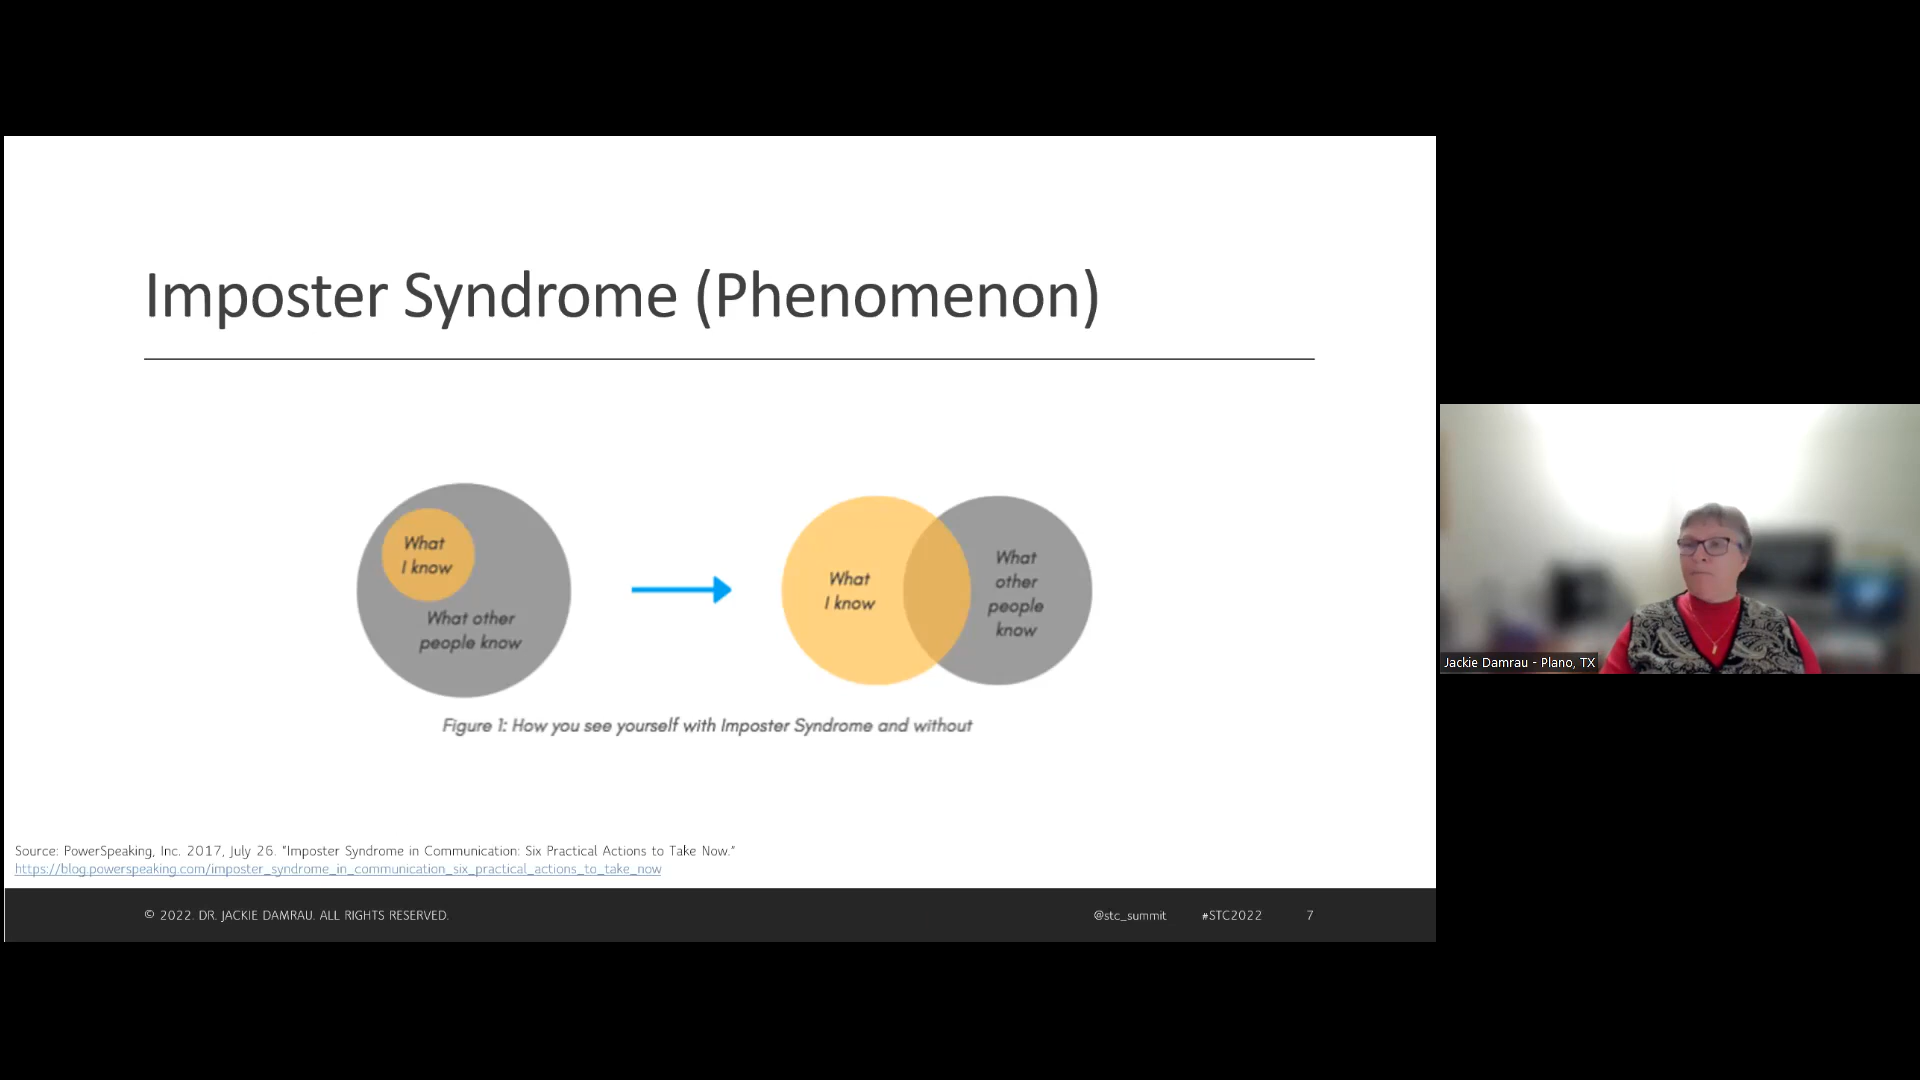 Imposter Syndrome (Phenomenon)
What
I know
What other
people know
What
I know
What
other
people
know
Figure 1: How you see yourself with Imposter Syndrome and without
Source: PowerSpeaking, Inc. 2017, July 26. “Imposter Syndrome in Communication: Six Practical Actions to Take Now.”
https://blog.powerspeaking.com/imposter_syndrome_in_communication_six_practical_actions_to_take_now
© 2022. DR. JACKIE DAMRAU. ALL RIGHTS RESERVED.
@stc_summit #STC2022 7
Jackie Damrau - Plano, TX